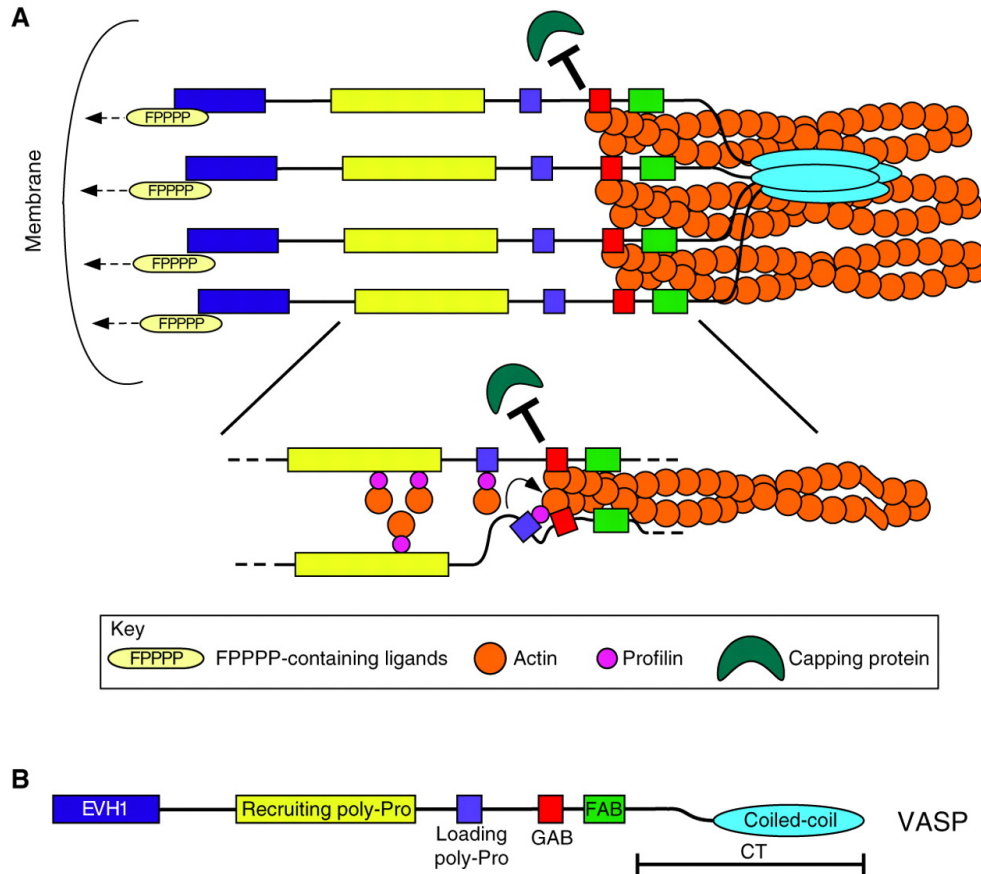 A
Membrane
FPPPP
FPPPP
FPPPP
FPPPP
Key
FPPPP FPPPP-containing ligands Actin Profilin Capping protein
B
EVH1 Recruiting poly-Pro Loading poly-Pro GAB FAB Coiled-coil VASP
CT